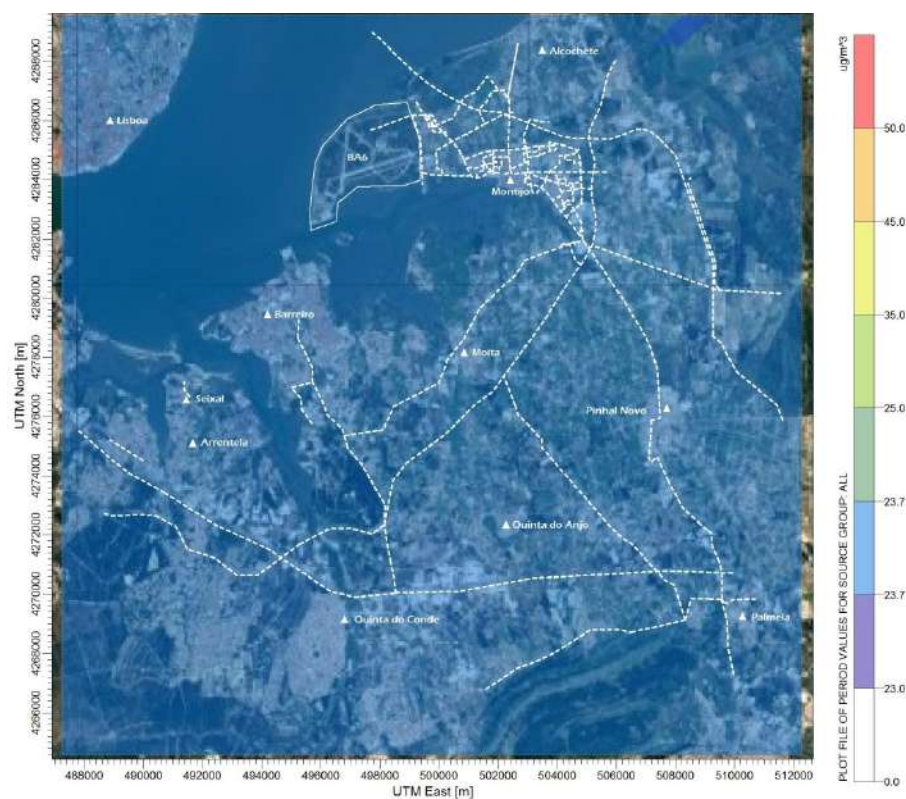 ug/m^3
50.0
45.0
35.0
25.0
23.7
23.7
23.0
0.0
PLOT FILE OF PERIOD VALUES FOR SOURCE GROUP: ALL
UTM North [m]
4288000
4286000
4284000
4282000
4280000
4278000
4276000
4274000
4272000
4270000
4268000
4266000
Alcochete
Lisboa
BA6
Montijo
Barreiro
Moita
Seixal
Pinhal Novo
Arrentela
Quinta do Anjo
Quinta do Conde
Palmela
488000 490000 492000 494000 496000 498000 500000 502000 504000 506000 508000 510000 512000
UTM East [m]